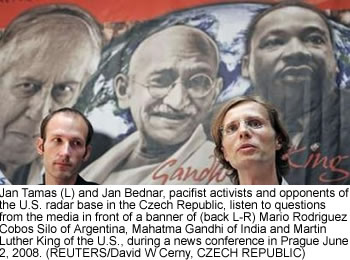 Gandhi King
Jan Tamas (L) and Jan Bednar, pacifist activists and opponents of
the U.S. radar base in the Czech Republic, listen to questions
from the media in front of a banner of (back L-R) Mario Rodriguez
Cobos Silo of Argentina, Mahatma Gandhi of India and Martin
Luther King of the U.S., during a news conference in Prague June
2, 2008. (REUTERS/David W Cerny, CZECH REPUBLIC)